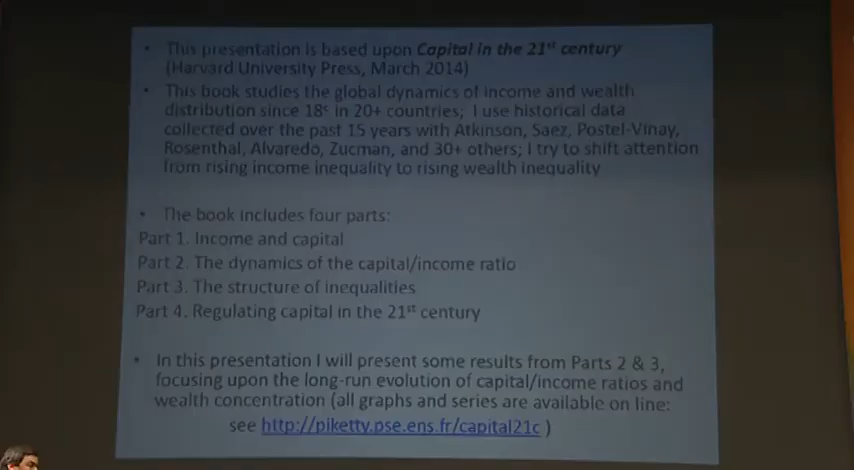 • This presentation is based upon Capital in the 21st century
(Harvard University Press, March 2014)
• This book studies the global dynamics of income and wealth
distribution since 18c in 20+ countries; I use historical data
collected over the past 15 years with Atkinson, Saez, Postel-Vinay,
Rosenthal, Alvaredo, Zucman, and 30+ others; I try to shift attention
from rising income inequality to rising wealth inequality
• The book includes four parts:
Part 1. Income and capital
Part 2. The dynamics of the capital/income ratio
Part 3. The structure of inequalities
Part 4. Regulating capital in the 21st century
• In this presentation I will present some results from Parts 2 & 3,
focusing upon the long-run evolution of capital/income ratios and
wealth concentration (all graphs and series are available on line:
see http://piketty.pse.ens.fr/capital21c )